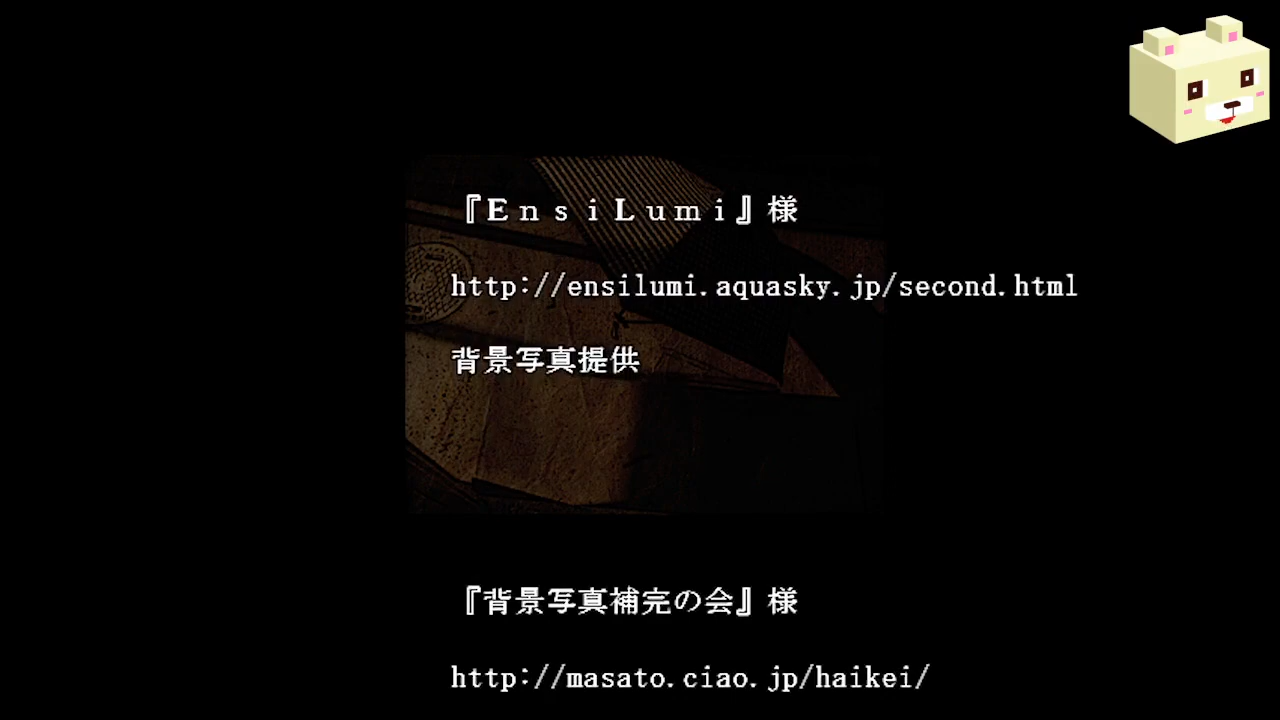 『ＥｎｓｉＬｕｍｉ』様
http://ensilumi.aquasky.jp/second.html
背景写真提供
『背景写真補完の会』様
http://masato.ciao.jp/haikei/